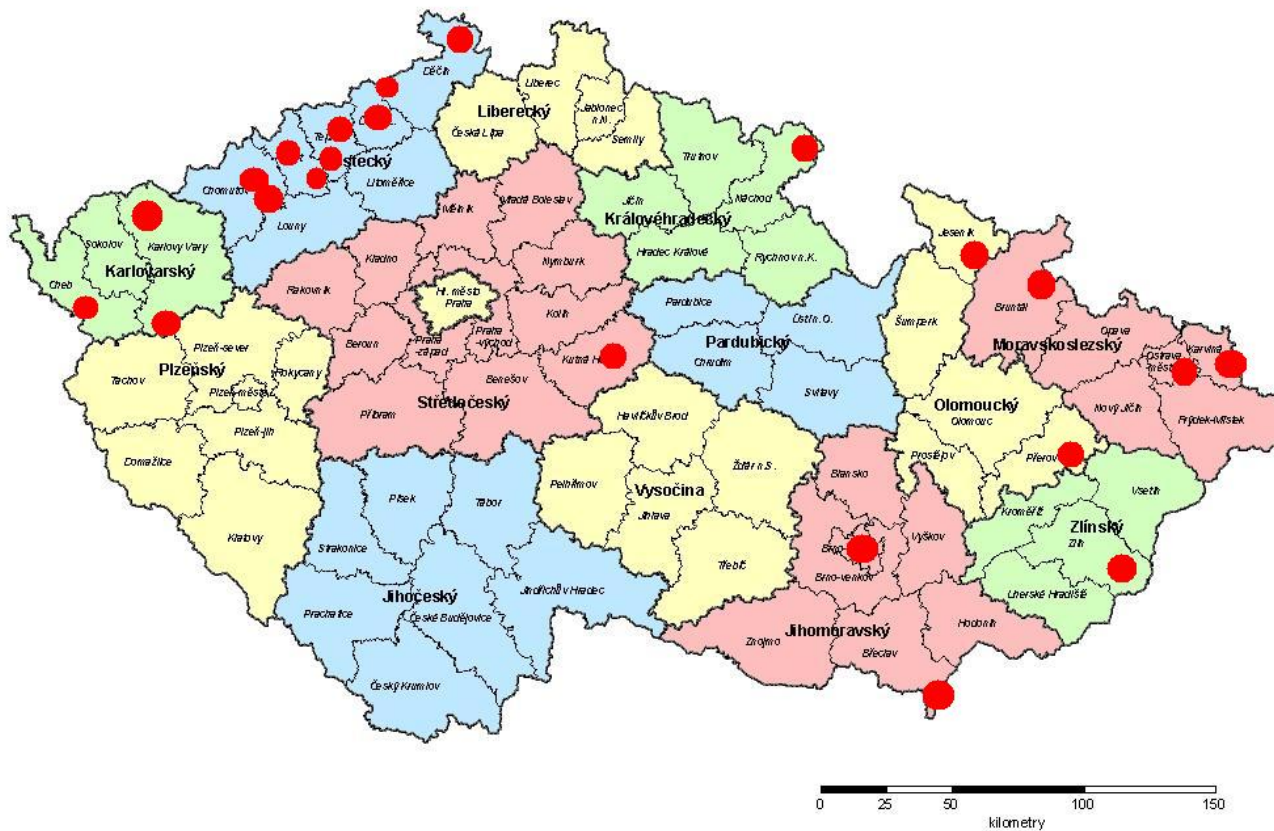 Děčín
Liberec
Liberecký
Jablonec
n.N.
Česká Lípa
Semily
Trutnov
Chomutov
Litoměřice
Louny
Mladá Boleslav
Mělník
Jičín
Náchod
Královéhradecký
Hradec Králové
Rychnov n.K.
Jeseník
Sokolov
Karlovy Vary
Karlovarský
Cheb
Kladno
Nymburk
Rakovník
Hl. město
Praha
Kolín
Pardubice
Ústí n.O.
Šumperk
Bruntál
Opava
Karviná
Moravskoslezský
Beroun
Praha
-západ
Praha
-východ
Pardubický
Chrudim
Plzeň-sever
Plzeňský
Tachov
Plzeň-město
Benešov
Svitavy
Nový Jičín
Frýdek-Místek
Příbram
Středočeský
Havlíčkův Brod
Olomoucký
Olomouc
Plzeň-jih
Domažlice
Prostějov
Přerov
Písek
Tábor
Pelhřimov
Vysočina
Žďár n S.
Jihlava
Blansko
Vsetín
Kroměříž
Zlínský
Zlín
Klatovy
Strakonice
Třebíč
Vyškov
Brno-venkov
Jihočeský
Jindřichův Hradec
Prachatice
České Budějovice
Uherské Hradiště
Znojmo
Jihomoravský
Hodonín
Břeclav
Český Krumlov
0 25 50 100 150
kilometry